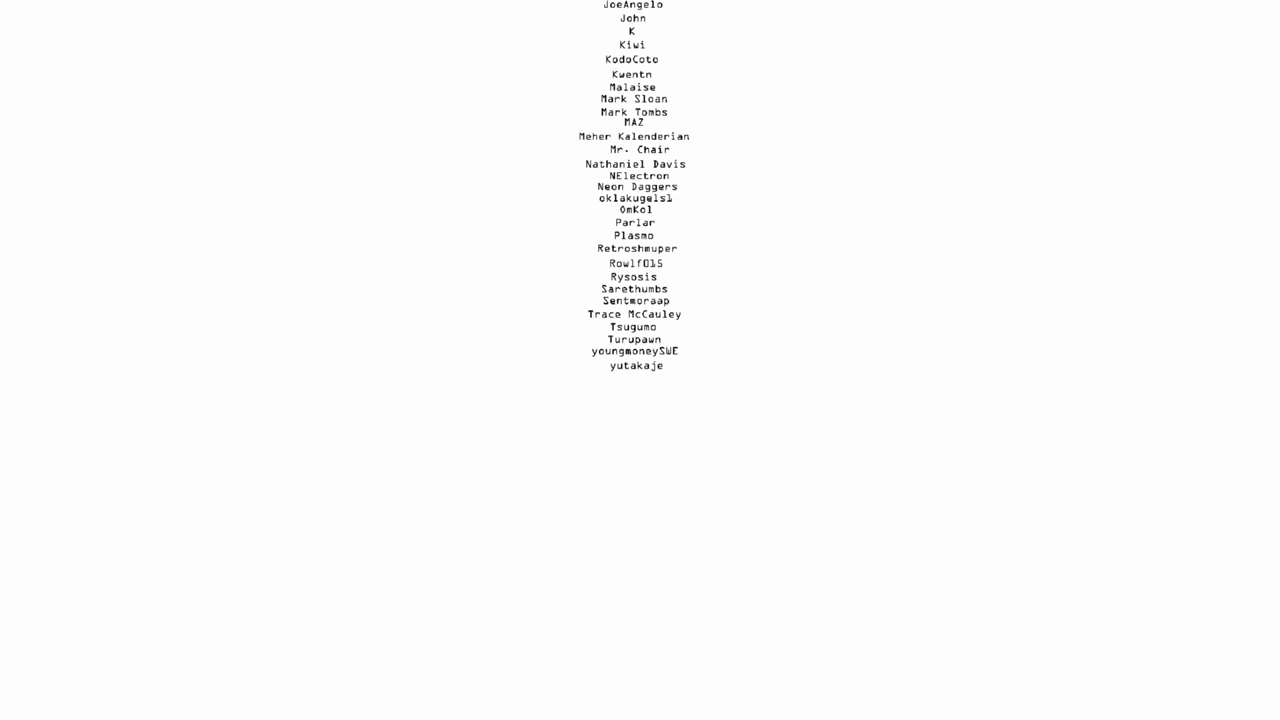 JoeAngelo
John
K
Kiwi
KodoCoto
Kwentn
Malaise
Mark Sloan
Mark Tombs
MAZ
Meher Kalenderian
Mr. Chair
Nathaniel Davis
NElectron
Neon Daggers
oklakugels1
OmKol
Parlar
Plasmo
Retroshmuper
Rowlf015
Rysosis
Sarethumbs
Sentmoraap
Trace McCauley
Tsugumo
Turupawn
youngmoneySWE
yutakaje